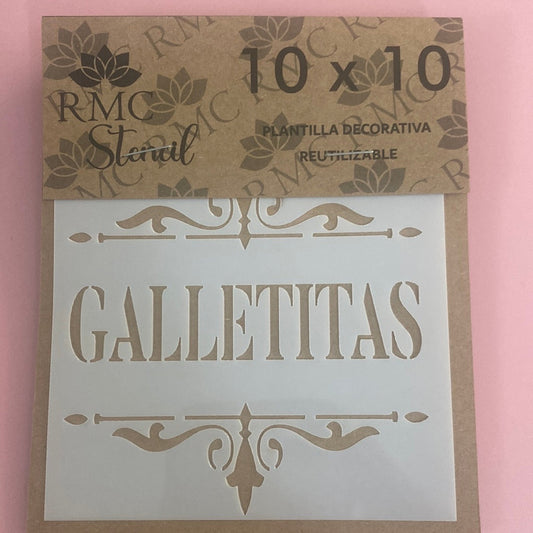 RMC
Stencil
10 x 10
PLANTILLA DECORATIVA
REUTILIZABLE
GALLETITAS